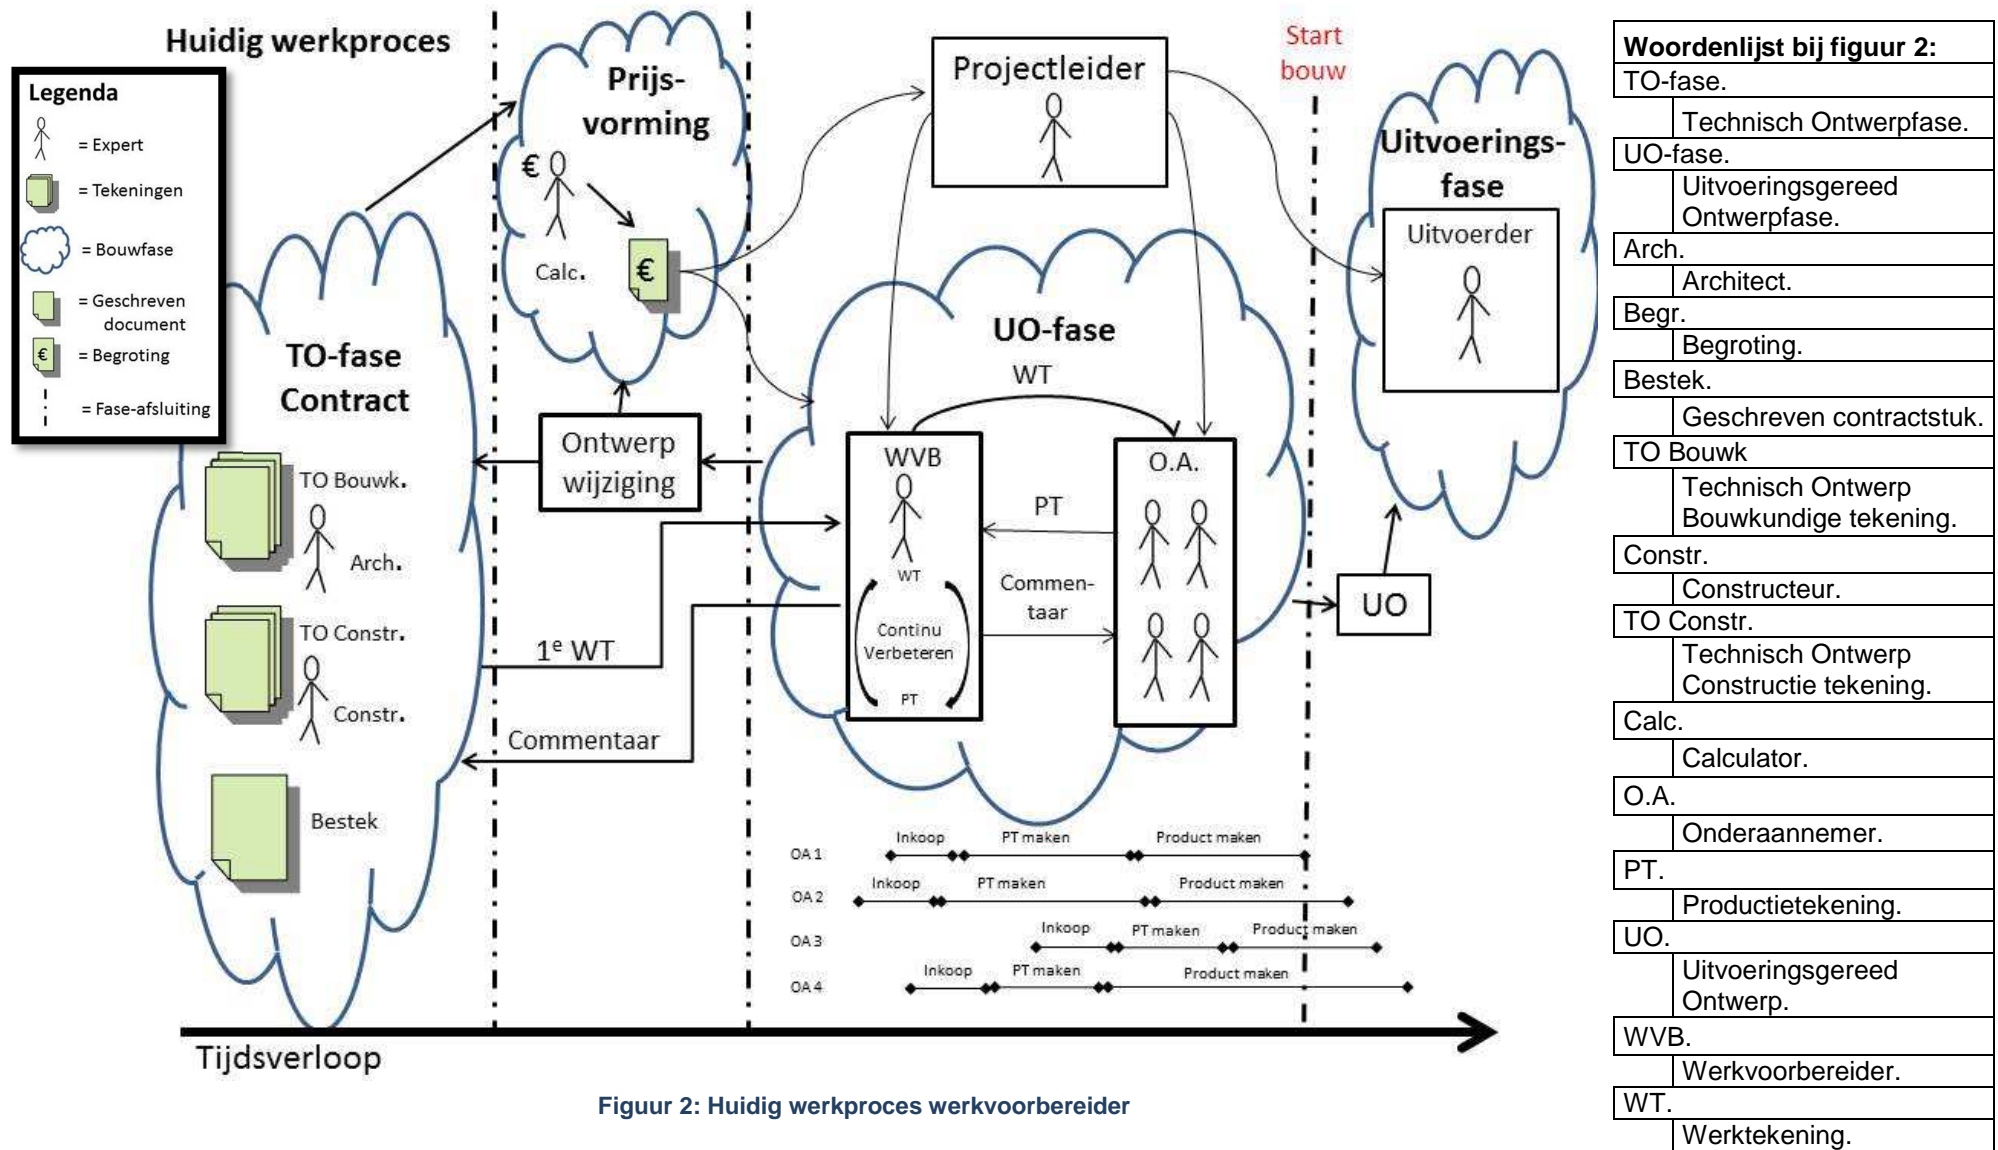 Huidig werkproces
Legenda
= Expert
= Tekeningen
= Bouwfase
= Geschreven
document
€
= Begroting
= Fase-afsluiting
Prijs-
vorming
€
Calc.
€
Projectleider
Start
bouw
Uitvoerings-
fase
Uitvoerder
TO-fase
Contract
TO Bouwk.
Arch.
TO Constr.
Constr.
Bestek
Ontwerp
wijziging
1e WT
Commentaar
UO-fase
WT
WVB
WT
Continu
Verbeteren
PT
PT
Commen-
taar
O.A.
UO
OA 1
Inkoop
PT maken
Product maken
OA 2
Inkoop
PT maken
Product maken
OA 3
Inkoop
PT maken
Product maken
OA 4
Inkoop
PT maken
Product maken
Tijdsverloop
Figuur 2: Huidig werkproces werkvoorbereider
Woordenlijst bij figuur 2:
TO-fase.
Technisch Ontwerpfase.
UO-fase.
Uitvoeringsgereed
Ontwerpfase.
Arch.
Architect.
Begr.
Begroting.
Bestek.
Geschreven contractstuk.
TO Bouwk
Technisch Ontwerp
Bouwkundige tekening.
Constr.
Constructeur.
TO Constr.
Technisch Ontwerp
Constructie tekening.
Calc.
Calculator.
O.A.
Onderaannemer.
PT.
Productietekening.
UO.
Uitvoeringsgereed
Ontwerp.
WVB.
Werkvoorbereider.
WT.
Werktekening.